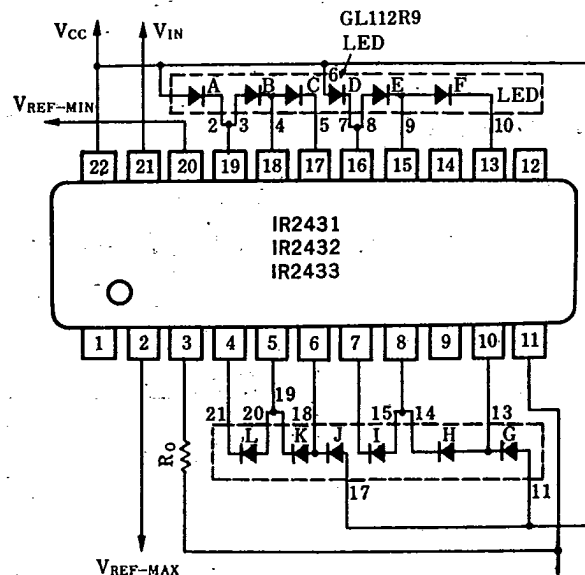 GL112R9
LED
VCC
VIN
6
A B C D E F
LED
VREF-MIN
2 3 4 5 7 8 9 10
22 21 20 19 18 17 16 15 14 13 12
IR2431
IR2432
IR2433
1 2 3 4 5 6 7 8 9 10 11
19
21 20 18 15 14 13
L K J I H G
R0
17 11
VREF-MAX